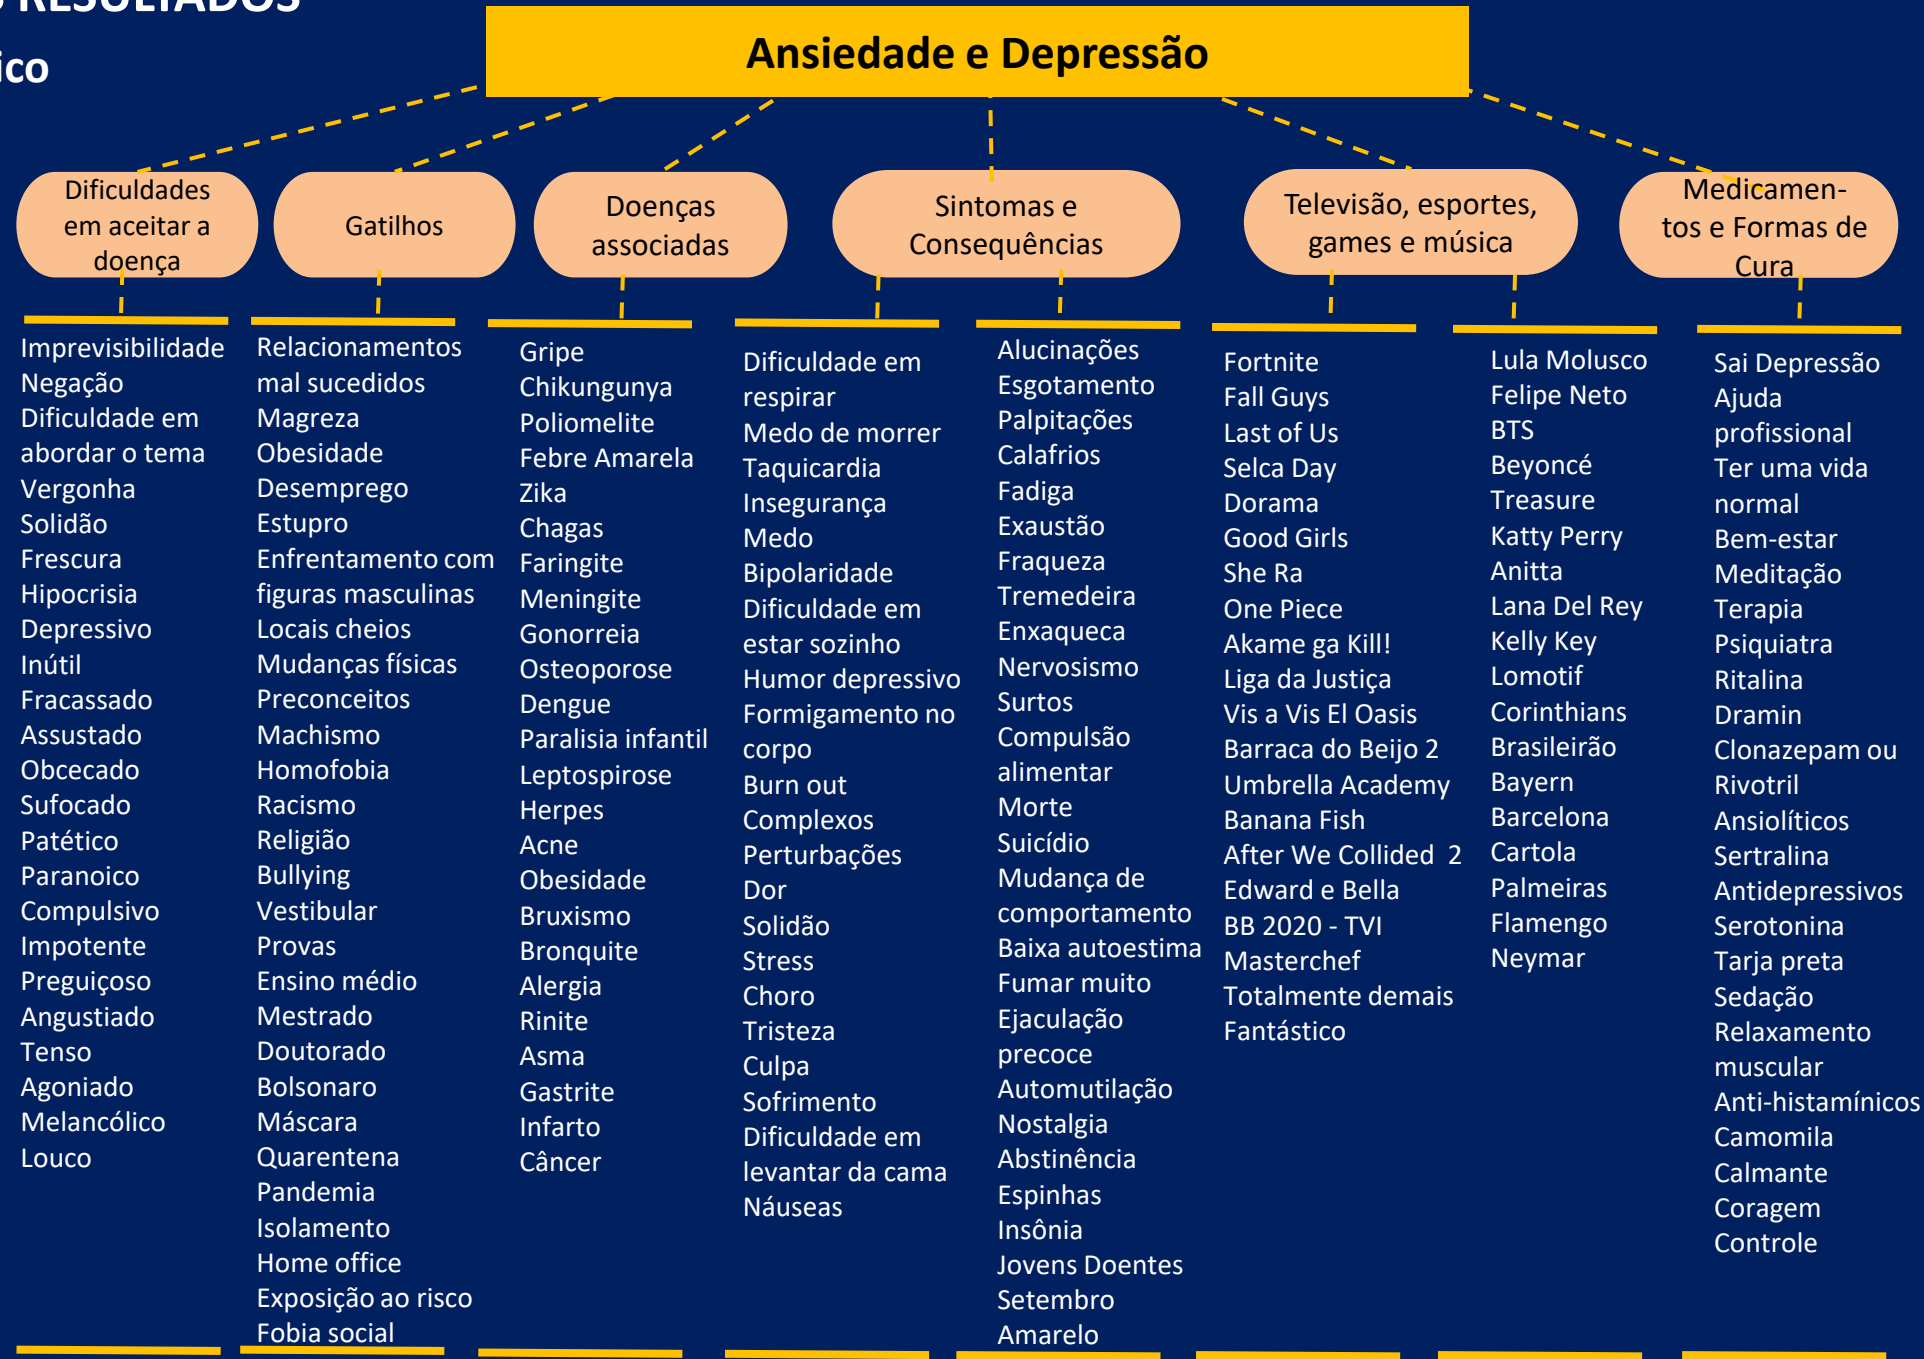 RESULTADOS
ico
Ansiedade e Depressão
Dificuldades
em aceitar a
doença
Gatilhos
Doenças
associadas
Sintomas e
Consequências
Televisão, esportes,
games e música
Medicamen-
tos e Formas de
Cura
Imprevisibilidade
Negação
Dificuldade em
abordar o tema
Vergonha
Solidão
Frescura
Hipocrisia
Depressivo
Inútil
Fracassado
Assustado
Obcecado
Sufocado
Patético
Paranoico
Compulsivo
Impotente
Preguiçoso
Angustiado
Tenso
Agoniado
Melancólico
Louco
Relacionamentos
mal sucedidos
Magreza
Obesidade
Desemprego
Estupro
Enfrentamento com
figuras masculinas
Locais cheios
Mudanças físicas
Preconceitos
Machismo
Homofobia
Racismo
Religião
Bullying
Vestibular
Provas
Ensino médio
Mestrado
Doutorado
Bolsonaro
Máscara
Quarentena
Pandemia
Isolamento
Home office
Exposição ao risco
Fobia social
Gripe
Chikungunya
Poliomelite
Febre Amarela
Zika
Chagas
Faringite
Meningite
Gonorreia
Osteoporose
Dengue
Paralisia infantil
Leptospirose
Herpes
Acne
Obesidade
Bruxismo
Bronquite
Alergia
Rinite
Asma
Gastrite
Infarto
Câncer
Dificuldade em
respirar
Medo de morrer
Taquicardia
Insegurança
Medo
Bipolaridade
Dificuldade em
estar sozinho
Humor depressivo
Formigamento no
corpo
Burn out
Complexos
Perturbações
Dor
Solidão
Stress
Choro
Tristeza
Culpa
Sofrimento
Dificuldade em
levantar da cama
Náuseas
Alucinações
Esgotamento
Palpitações
Calafrios
Fadiga
Exaustão
Fraqueza
Tremedeira
Enxaqueca
Nervosismo
Surtos
Compulsão
alimentar
Morte
Suicídio
Mudança de
comportamento
Baixa autoestima
Fumar muito
Ejaculação
precoce
Automutilação
Nostalgia
Abstinência
Espinhas
Insônia
Jovens Doentes
Setembro
Amarelo
Fortnite
Fall Guys
Last of Us
Selca Day
Dorama
Good Girls
She Ra
One Piece
Akame ga Kill!
Liga da Justiça
Vis a Vis El Oasis
Barraca do Beijo 2
Umbrella Academy
Banana Fish
After We Collided 2
Edward e Bella
BB 2020 - TVI
Masterchef
Totalmente demais
Fantástico
Lula Molusco
Felipe Neto
BTS
Beyoncé
Treasure
Katty Perry
Anitta
Lana Del Rey
Kelly Key
Lomotif
Corinthians
Brasileirão
Bayern
Barcelona
Cartola
Palmeiras
Flamengo
Neymar
Sai Depressão
Ajuda
profissional
Ter uma vida
normal
Bem-estar
Meditação
Terapia
Psiquiatra
Ritalina
Dramin
Clonazepam ou
Rivotril
Ansiolíticos
Sertralina
Antidepressivos
Serotonina
Tarja preta
Sedação
Relaxamento
muscular
Anti-histamínicos
Camomila
Calmante
Coragem
Controle